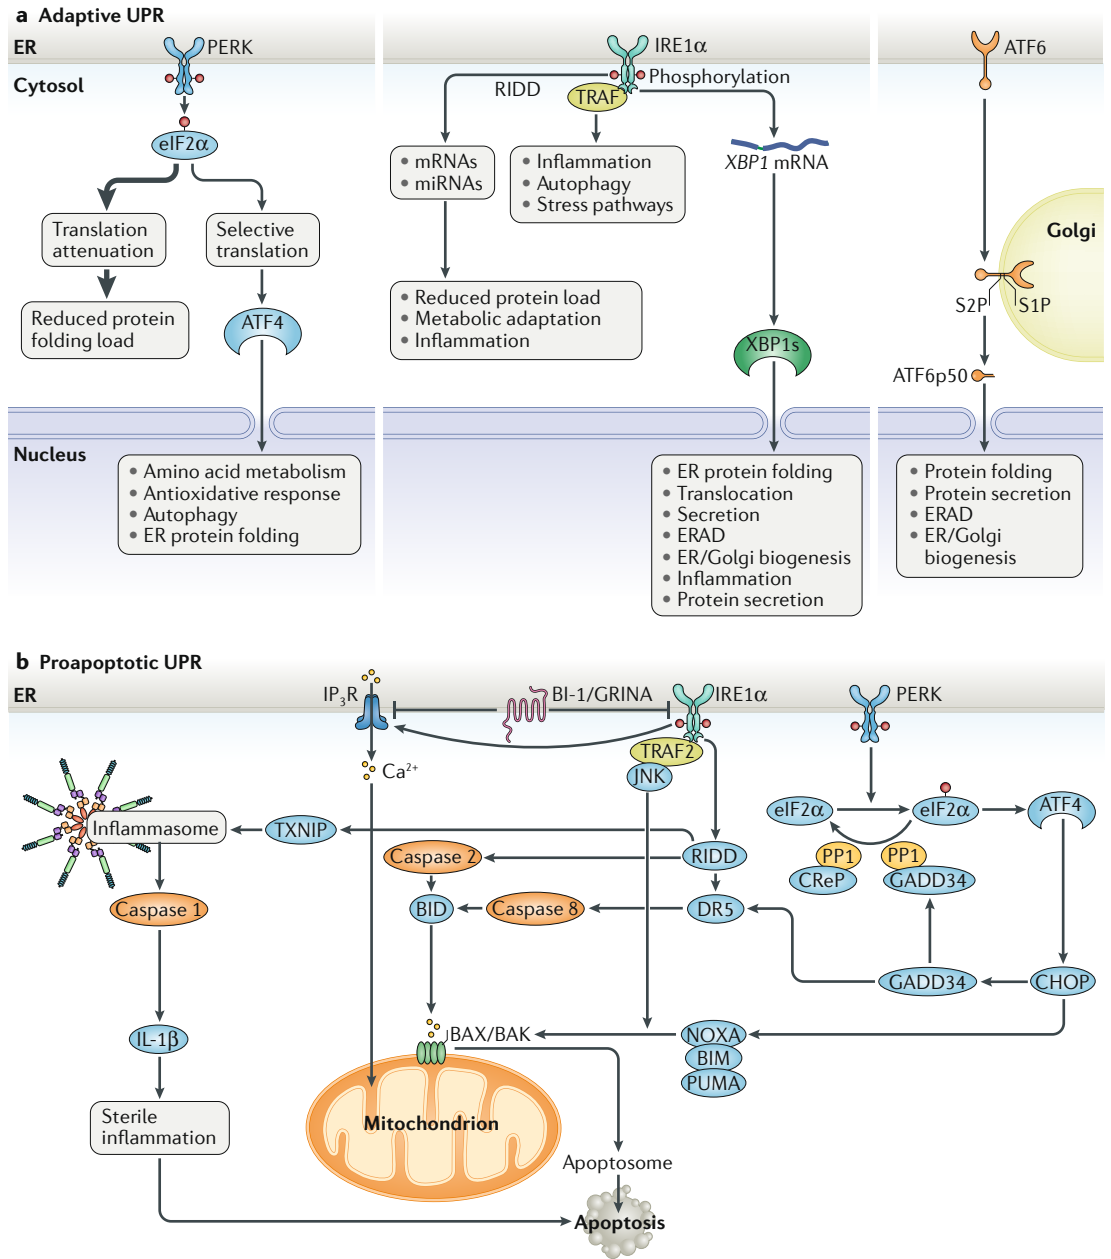 a Adaptive UPR
ER
PERK
IRE1α
ATF6
Cytosol
RIDD
Phosphorylation
TRAF
eIF2α
XBP1 mRNA
• mRNAs
• miRNAs
• Inflammation
• Autophagy
• Stress pathways
Translation
attenuation
Selective
translation
Golgi
S2P
S1P
Reduced protein
folding load
ATF4
• Reduced protein load
• Metabolic adaptation
• Inflammation
XBP1s
ATF6p50
Nucleus
• Amino acid metabolism
• Antioxidative response
• Autophagy
• ER protein folding
• ER protein folding
• Translocation
• Secretion
• ERAD
• ER/Golgi biogenesis
• Inflammation
• Protein secretion
• Protein folding
• Protein secretion
• ERAD
• ER/Golgi
biogenesis
b Proapoptotic UPR
ER
IP3R
BI-1/GRINA
IRE1α
PERK
TRAF2
JNK
Ca2+
eIF2α
eIF2α
ATF4
Inflammasome
TXNIP
Caspase 2
RIDD
PP1
CReP
PP1
GADD34
Caspase 1
BID
Caspase 8
DR5
GADD34
CHOP
IL-1β
BAX/BAK
NOXA
BIM
PUMA
Sterile
inflammation
Mitochondrion
Apoptosome
Apoptosis